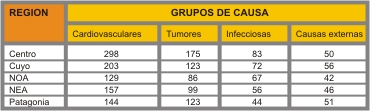 REGION GRUPOS DE CAUSA
Cardiovasculares Tumores Infecciosas Causas externas
Centro 298 175 83 50
Cuyo 203 123 72 56
NOA 129 86 67 42
NEA 157 99 56 46
Patagonia 144 123 44 51